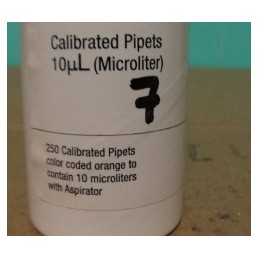 Calibrated Pipets
10µL (Microliter)
7
250 Calibrated Pipets
color coded orange to
contain 10 microliters
with Aspirator